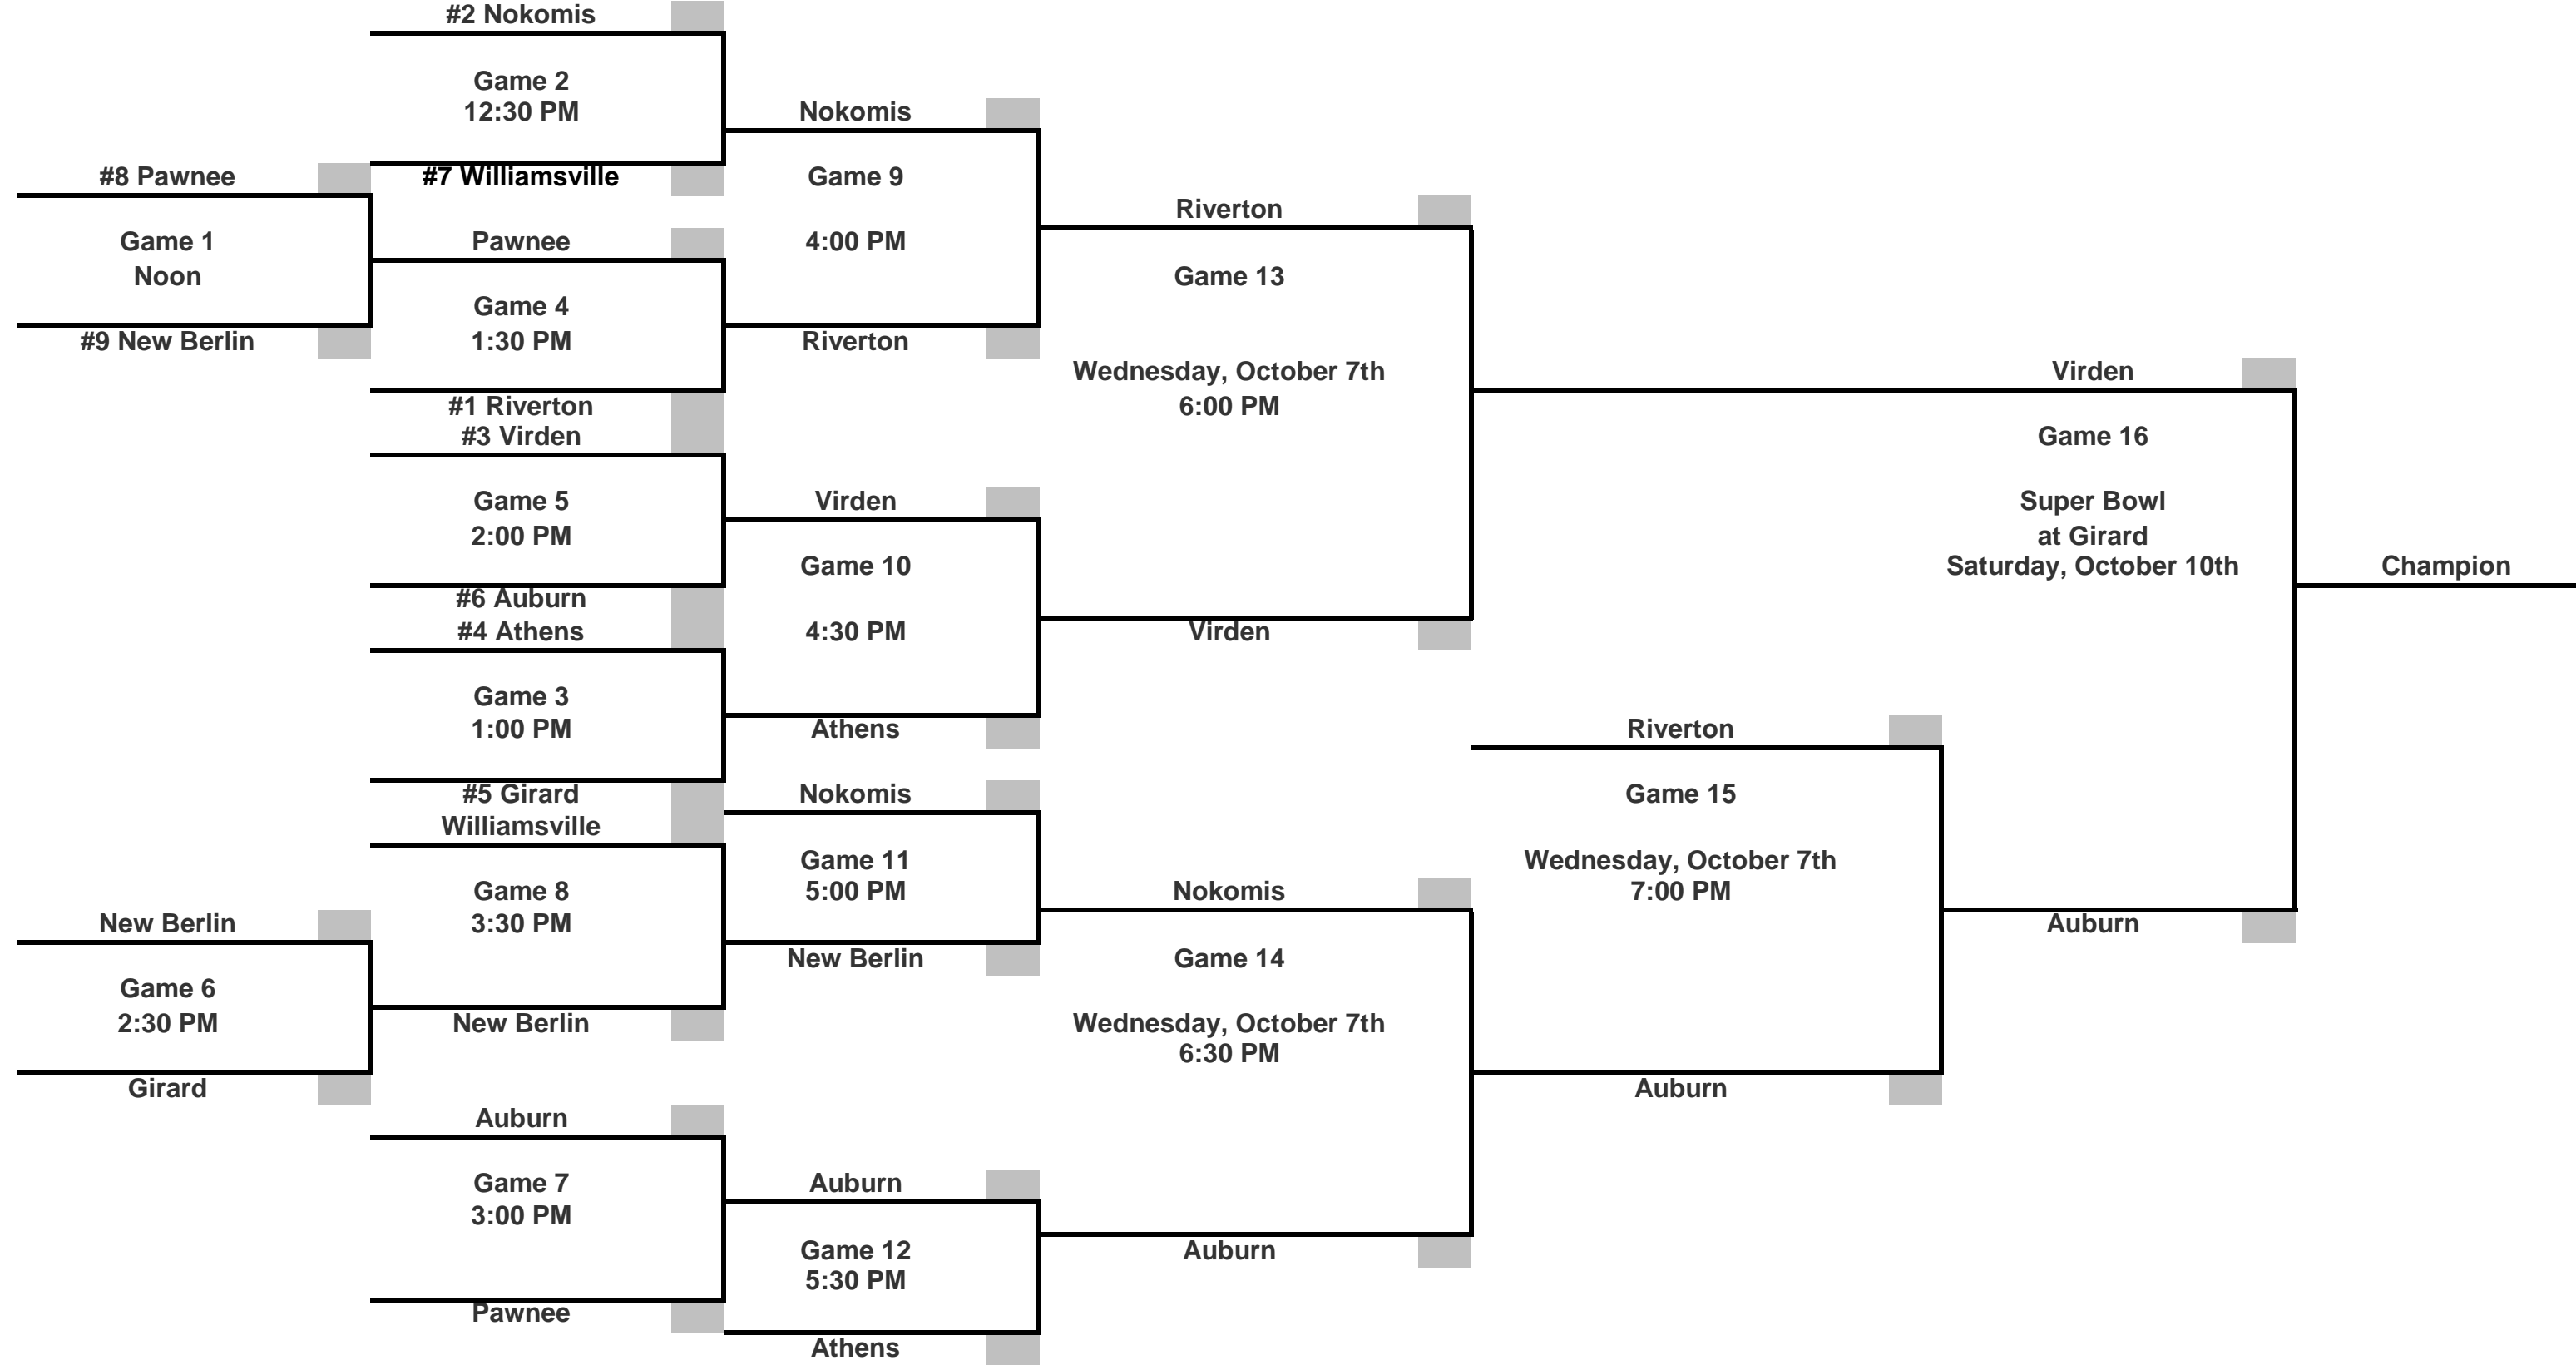 #2 Nokomis
Game 2
12:30 PM
#7 Williamsville
#8 Pawnee
Game 1
Noon
#9 New Berlin
Pawnee
Game 4
1:30 PM
#1 Riverton
#3 Virden
Game 5
2:00 PM
#6 Auburn
#4 Athens
Game 3
1:00 PM
#5 Girard
Williamsville
Game 8
3:30 PM
New Berlin
New Berlin
Game 6
2:30 PM
Girard
Auburn
Game 7
3:00 PM
Pawnee
Nokomis
Game 9
4:00 PM
Riverton
Virden
Game 10
4:30 PM
Athens
Nokomis
Game 11
5:00 PM
New Berlin
Auburn
Game 12
5:30 PM
Athens
Riverton
Game 13
Wednesday, October 7th
6:00 PM
Virden
Nokomis
Game 14
Wednesday, October 7th
6:30 PM
Auburn
Riverton
Game 15
Wednesday, October 7th
7:00 PM
Auburn
Virden
Game 16
Super Bowl
at Girard
Saturday, October 10th
Auburn
Champion